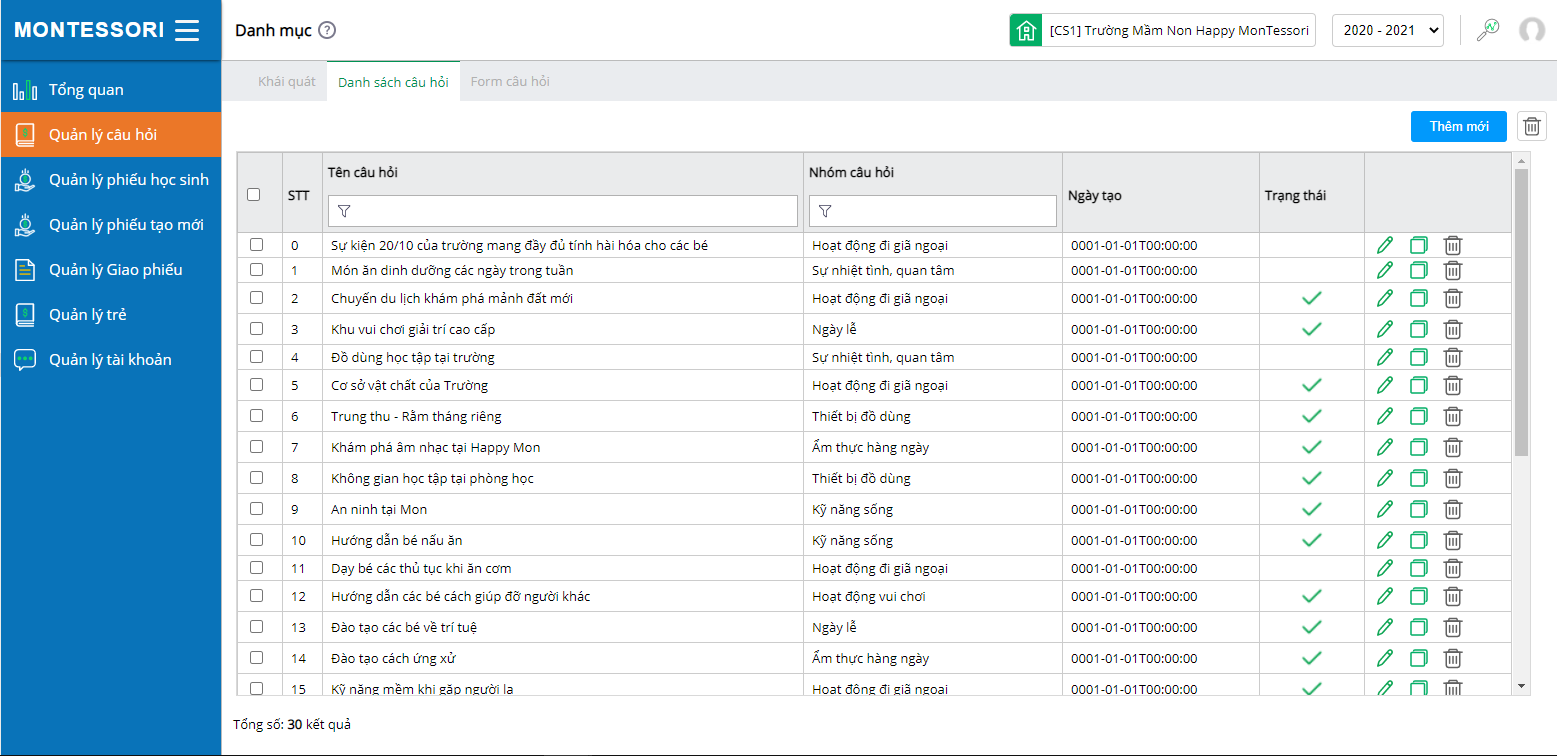 MONTESSORI
Danh mục ?
[CS1] Trường Mầm Non Happy MonTessori
2020 - 2021
Tổng quan
Quản lý câu hỏi
Quản lý phiếu học sinh
Quản lý phiếu tạo mới
Quản lý Giao phiếu
Quản lý trẻ
Quản lý tài khoản
Khái quát Danh sách câu hỏi Form câu hỏi
Thêm mới
STT Tên câu hỏi Nhóm câu hỏi Ngày tạo Trạng thái
0 Sự kiện 20/10 của trường mang đầy đủ tính hài hóa cho các bé Hoạt động đi giã ngoại 0001-01-01T00:00:00
1 Món ăn dinh dưỡng các ngày trong tuần Sự nhiệt tình, quan tâm 0001-01-01T00:00:00
2 Chuyến du lịch khám phá mảnh đất mới Hoạt động đi giã ngoại 0001-01-01T00:00:00
3 Khu vui chơi giải trí cao cấp Ngày lễ 0001-01-01T00:00:00
4 Đồ dùng học tập tại trường Sự nhiệt tình, quan tâm 0001-01-01T00:00:00
5 Cơ sở vật chất của Trường Hoạt động đi giã ngoại 0001-01-01T00:00:00
6 Trung thu - Rằm tháng riêng Thiết bị đồ dùng 0001-01-01T00:00:00
7 Khám phá âm nhạc tại Happy Mon Ẩm thực hàng ngày 0001-01-01T00:00:00
8 Không gian học tập tại phòng học Thiết bị đồ dùng 0001-01-01T00:00:00
9 An ninh tại Mon Kỹ năng sống 0001-01-01T00:00:00
10 Hướng dẫn bé nấu ăn Kỹ năng sống 0001-01-01T00:00:00
11 Dạy bé các thủ tục khi ăn cơm Hoạt động đi giã ngoại 0001-01-01T00:00:00
12 Hướng dẫn các bé cách giúp đỡ người khác Hoạt động vui chơi 0001-01-01T00:00:00
13 Đào tạo các bé về trí tuệ Ngày lễ 0001-01-01T00:00:00
14 Đào tạo cách ứng xử Ẩm thực hàng ngày 0001-01-01T00:00:00
15 Kỹ năng mềm khi gặp người lạ Hoạt động đi giã ngoại 0001-01-01T00:00:00
Tổng số: 30 kết quả